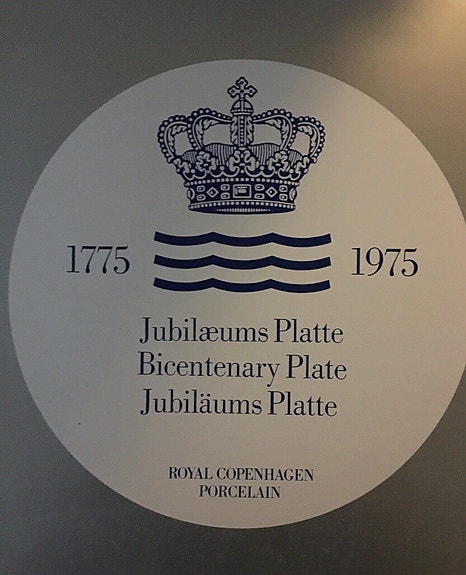 1775 1975
Jubilæums Platte
Bicentenary Plate
Jubiläums Platte
ROYAL COPENHAGEN
PORCELAIN